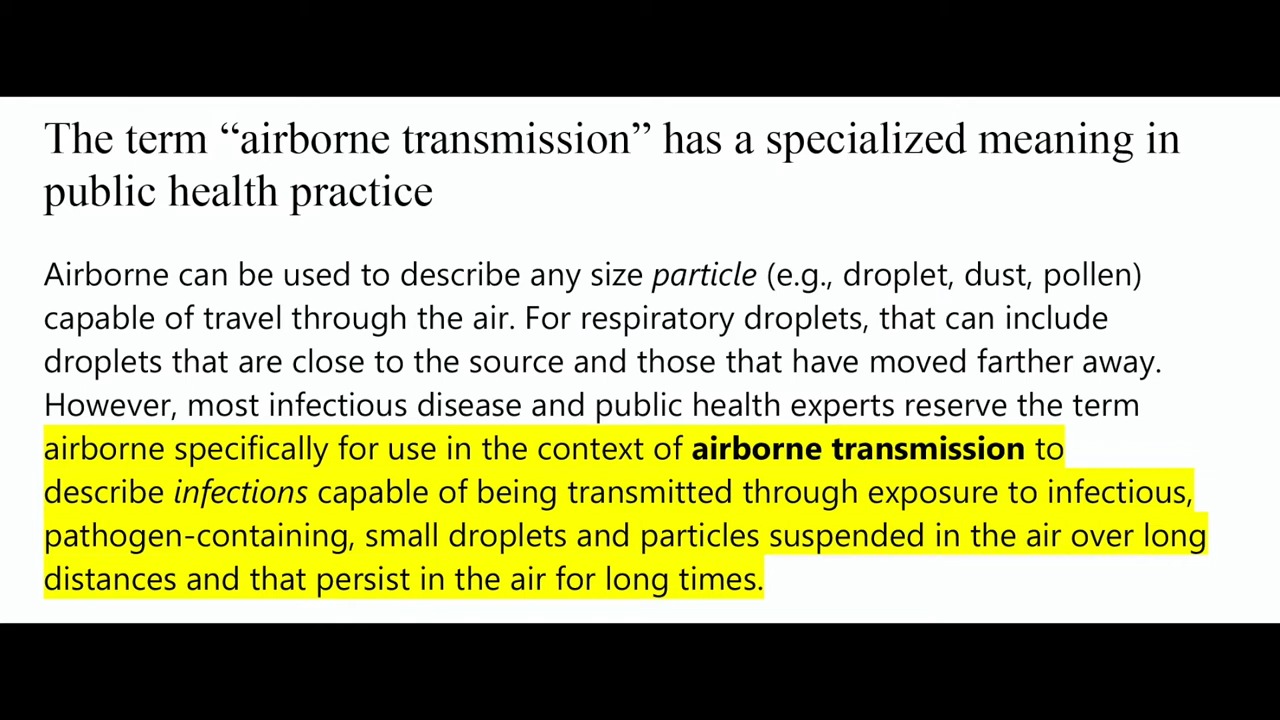 The term “airborne transmission” has a specialized meaning in
public health practice
Airborne can be used to describe any size particle (e.g., droplet, dust, pollen)
capable of travel through the air. For respiratory droplets, that can include
droplets that are close to the source and those that have moved farther away.
However, most infectious disease and public health experts reserve the term
airborne specifically for use in the context of airborne transmission to
describe infections capable of being transmitted through exposure to infectious,
pathogen-containing, small droplets and particles suspended in the air over long
distances and that persist in the air for long times.